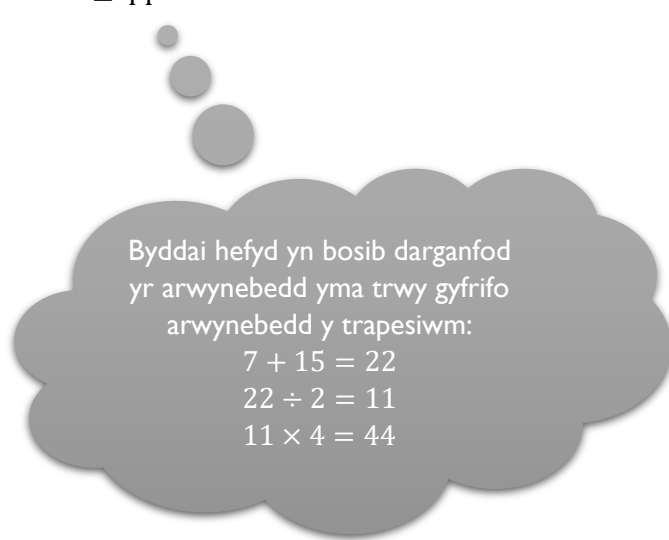 Byddai hefyd yn bosib darganfod
yr arwynebedd yma trwy gyfrifo
arwynebedd y trapesiwm:
7 + 15 = 22
22 ÷ 2 = 11
11 × 4 = 44